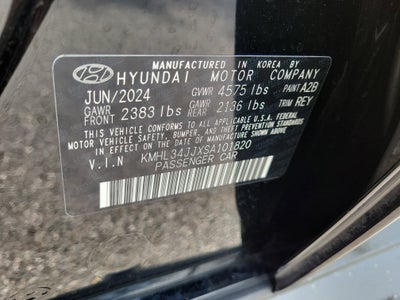 MANUFACTURED IN KOREA BY
HYUNDAI MOTOR COMPANY
JUN/2024 GVWR 4575 lbs PAINT A2B
GAWR FRONT 2383 lbs GAWR REAR 2136 lbs TRIM REY
THIS VEHICLE CONFORMS TO ALL APPLICABLE U.S.A. FEDERAL
MOTOR VEHICLE SAFETY, BUMPER, AND THEFT PREVENTION STANDARDS
IN EFFECT ON THE DATE OF MANUFACTURE SHOWN ABOVE.
V.I.N KMHL34JJXSA101820
PASSENGER CAR